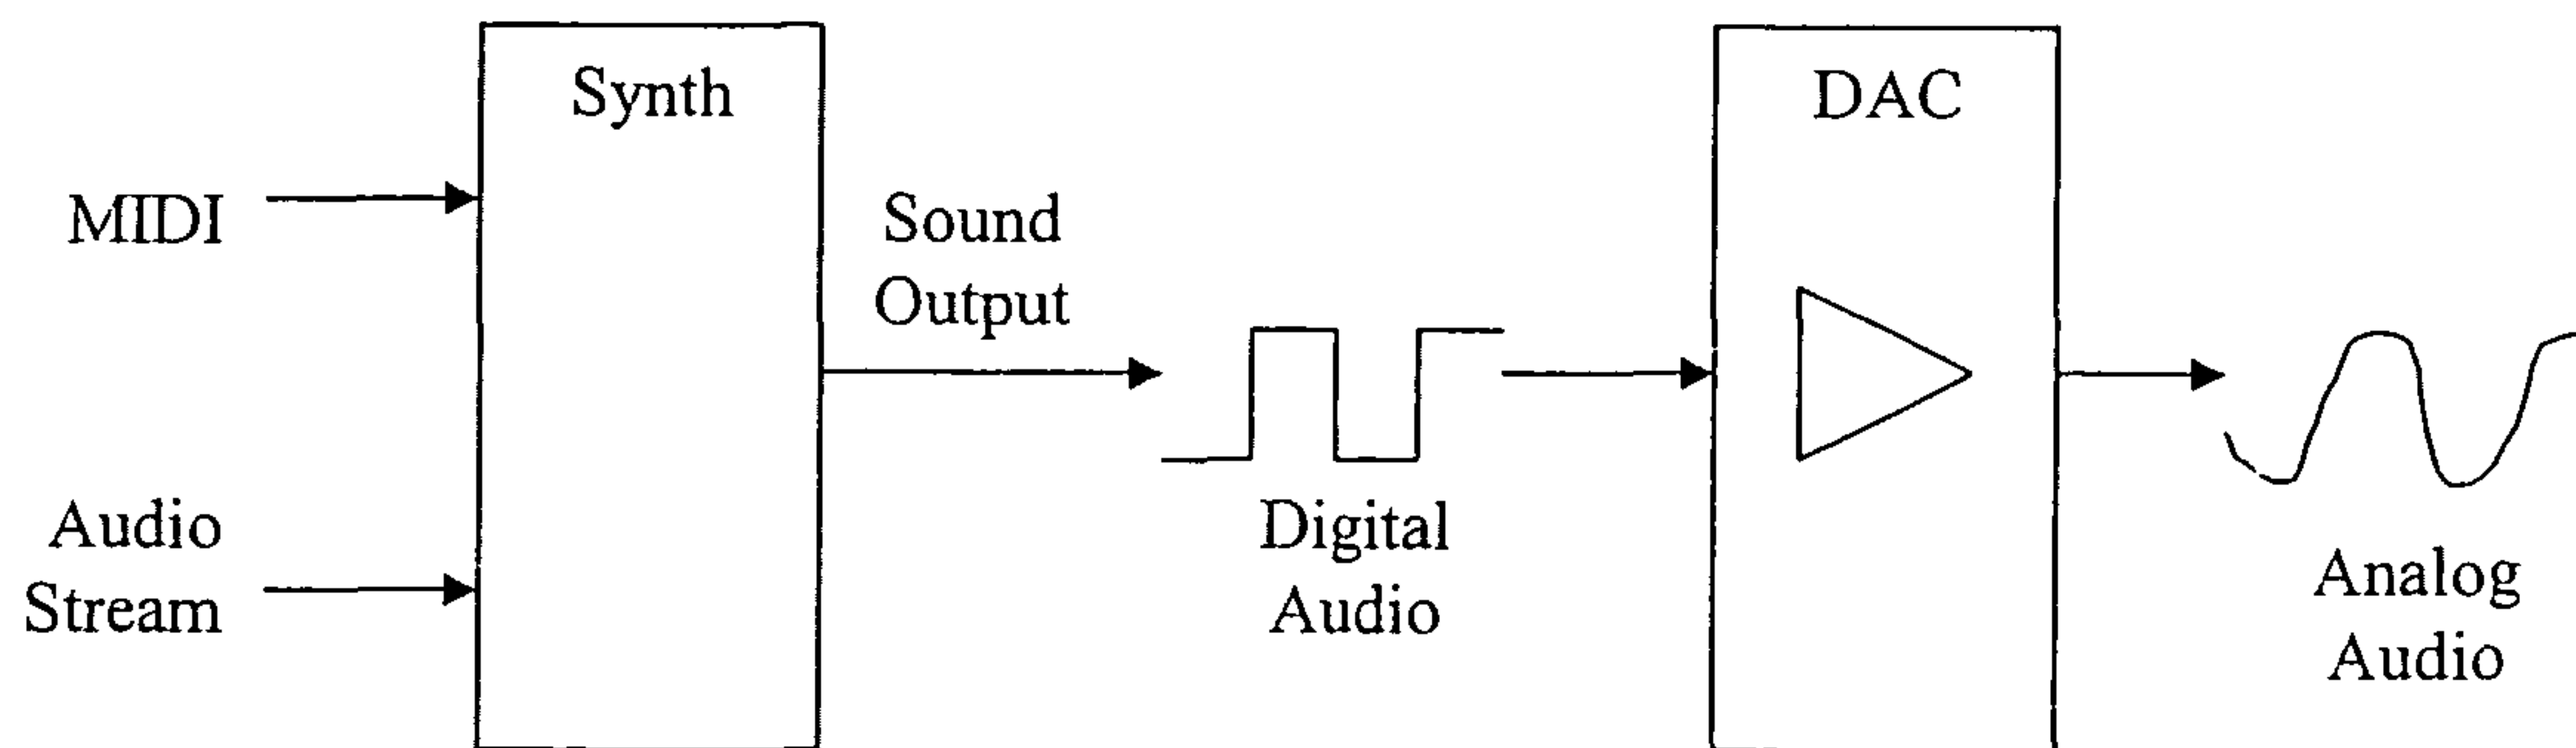 Synth
MIDI
Audio
Stream
Sound
Output
Digital
Audio
DAC
Analog
Audio